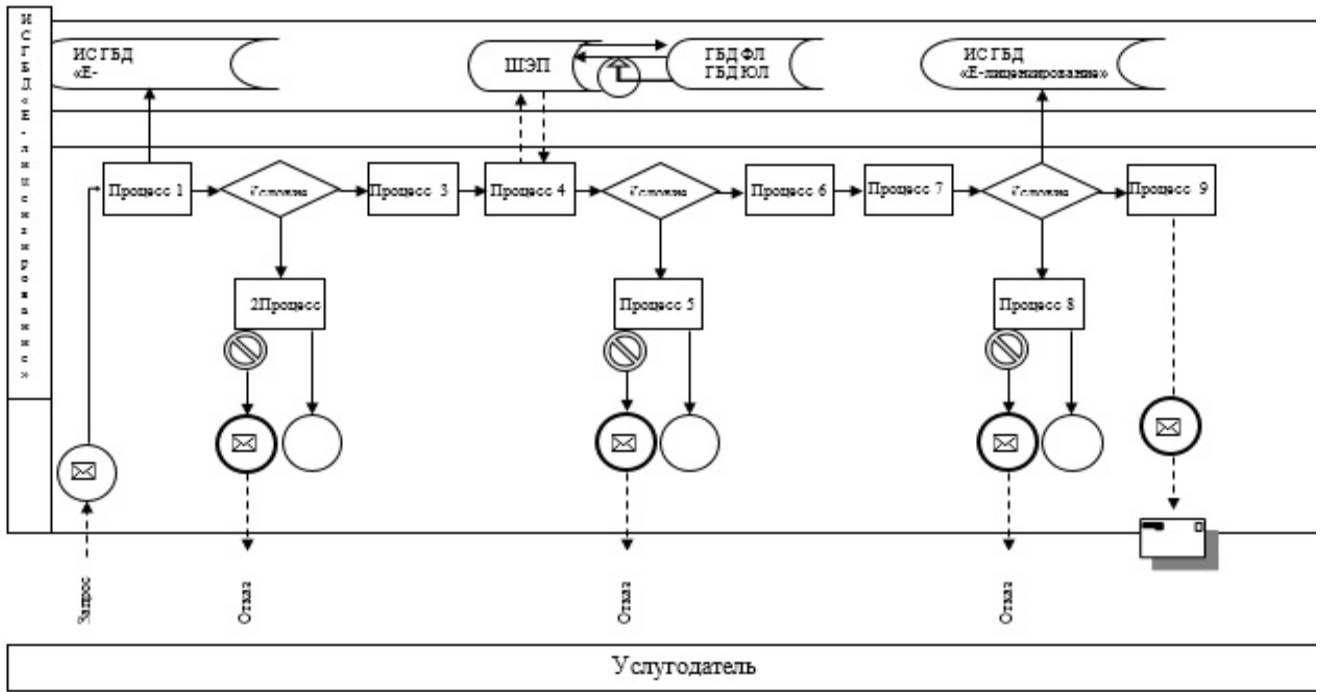 ИС ГБД «Е-лицензирование»
ИС ГБД
«Е-
ШЭП
ГБД ФЛ
ГБД ЮЛ
ИС ГБД
«Е-лицензирование»
Процесс 1
Условие
Процесс 3
Процесс 4
Условие
Процесс 6
Процесс 7
Условие
Процесс 9
2Процесс
Процесс 5
Процесс 8
Запрос
Отказ
Отказ
Отказ
Услугодатель